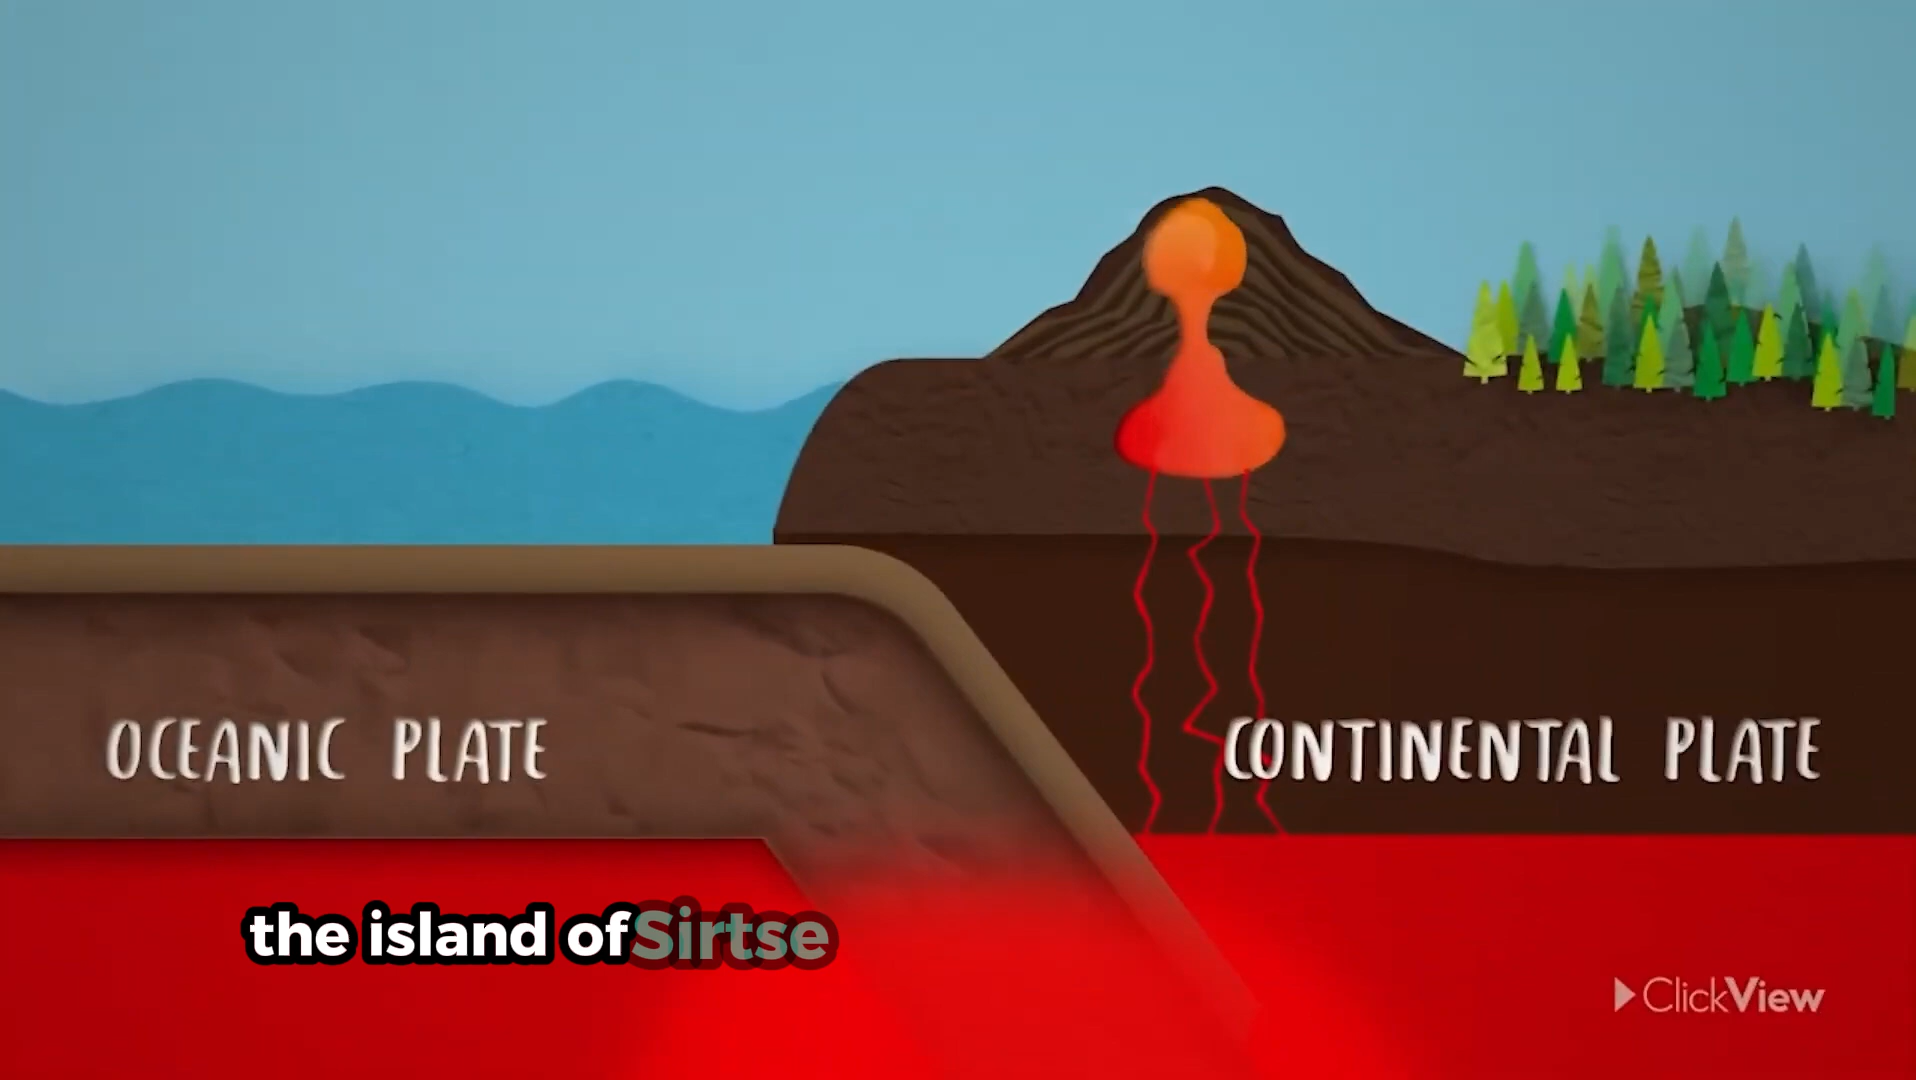 OCEANIC PLATE
CONTINENTAL PLATE
the island of Sirtse
ClickView